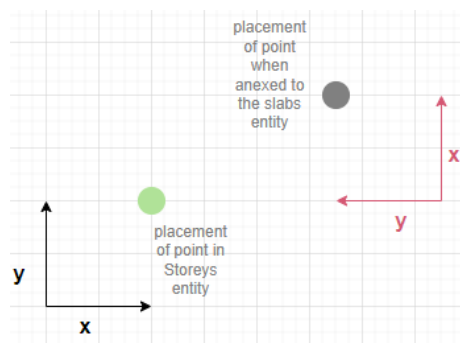 placement
of point
when
anexed to
the slabs
entity
x
y
placement
of point in
Storeys
entity
y
x